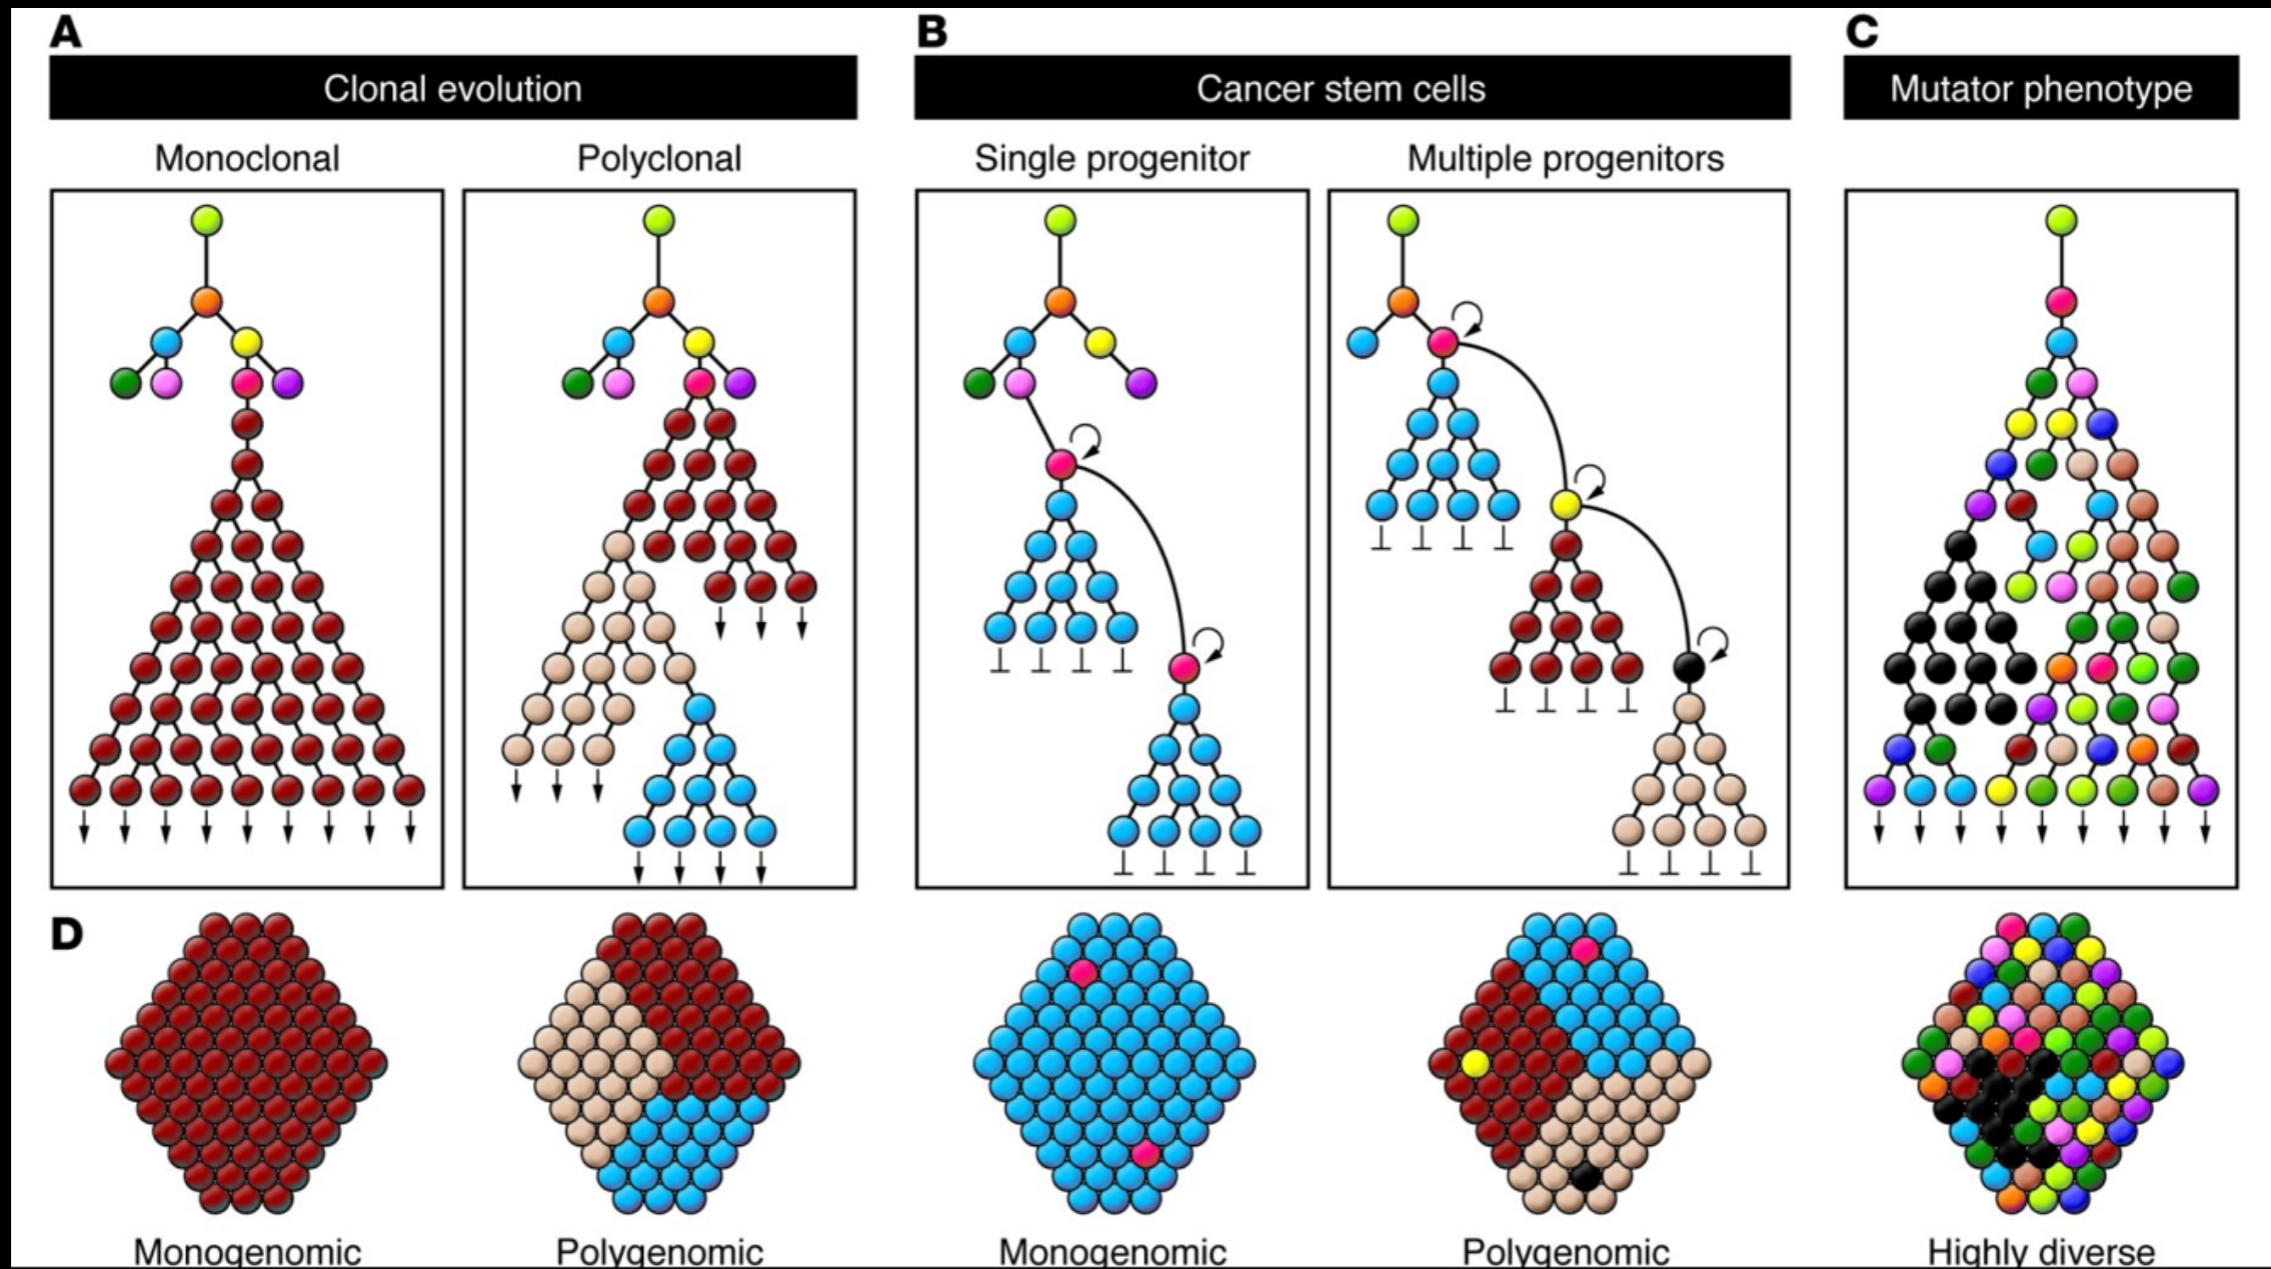 A
Clonal evolution
Monoclonal
Polyclonal
B
Cancer stem cells
Single progenitor
Multiple progenitors
C
Mutator phenotype
D
Monogenomic
Polygenomic
Monogenomic
Polygenomic
Highly diverse